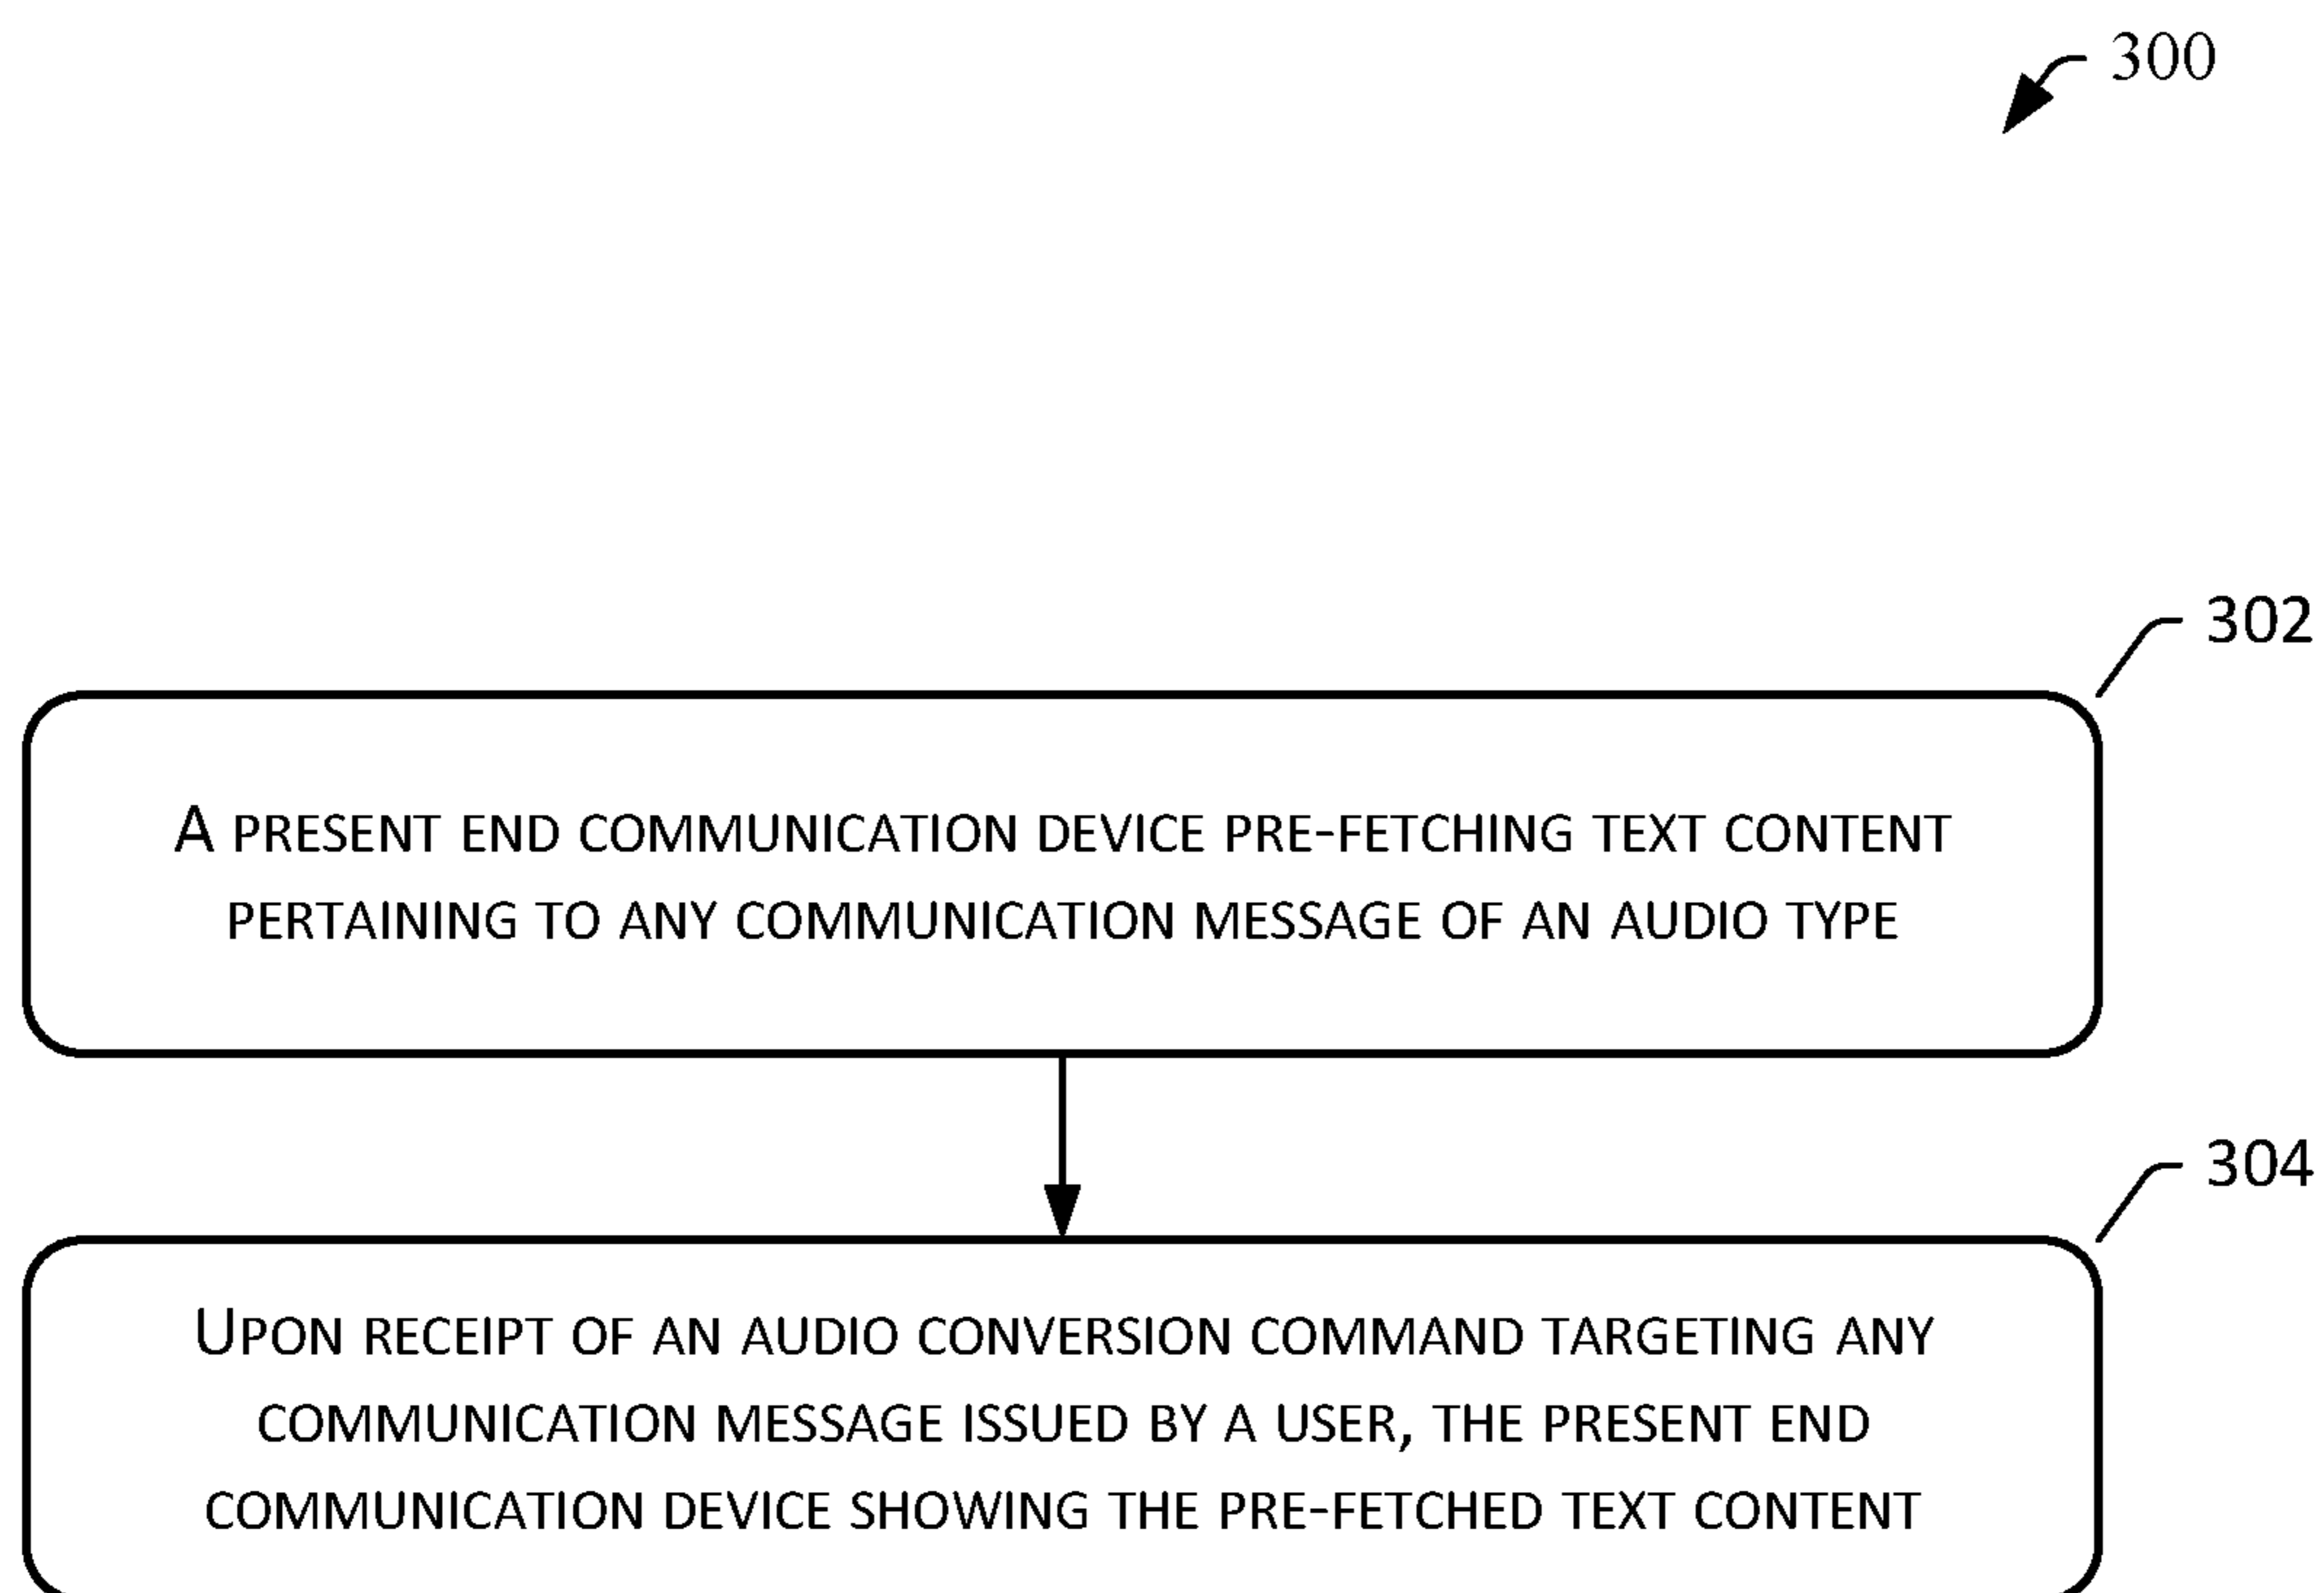 300
302
A PRESENT END COMMUNICATION DEVICE PRE-FETCHING TEXT CONTENT
PERTAINING TO ANY COMMUNICATION MESSAGE OF AN AUDIO TYPE
304
UPON RECEIPT OF AN AUDIO CONVERSION COMMAND TARGETING ANY
COMMUNICATION MESSAGE ISSUED BY A USER, THE PRESENT END
COMMUNICATION DEVICE SHOWING THE PRE-FETCHED TEXT CONTENT